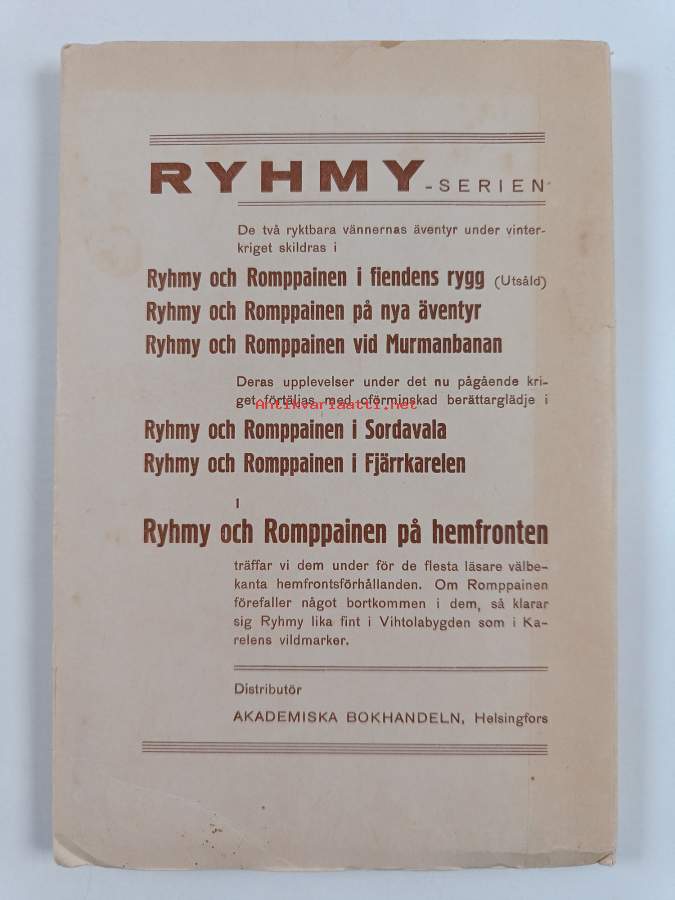 RYHMY-SERIEN
De två ryktbara vännernas äventyr under vinter-
kriget skildras i
Ryhmy och Romppainen i fiendens rygg (Utsåld)
Ryhmy och Romppainen på nya äventyr
Ryhmy och Romppainen vid Murmanbanan
Deras upplevelser under det nu pågående kri-
get förtäljas med oförminskad berättarglädje i
Antikvariaatti.net
Ryhmy och Romppainen i Sordavala
Ryhmy och Romppainen i Fjärrkarelen
I
Ryhmy och Romppainen på hemfronten
träffar vi dem under för de flesta läsare välbe-
kanta hemfrontsförhållanden. Om Romppainen
förefaller något bortkommen i dem, så klarar
sig Ryhmy lika fint i Vihtolabygden som i Ka-
relens vildmarker.
Distributör
AKADEMISKA BOKHANDELN, Helsingfors